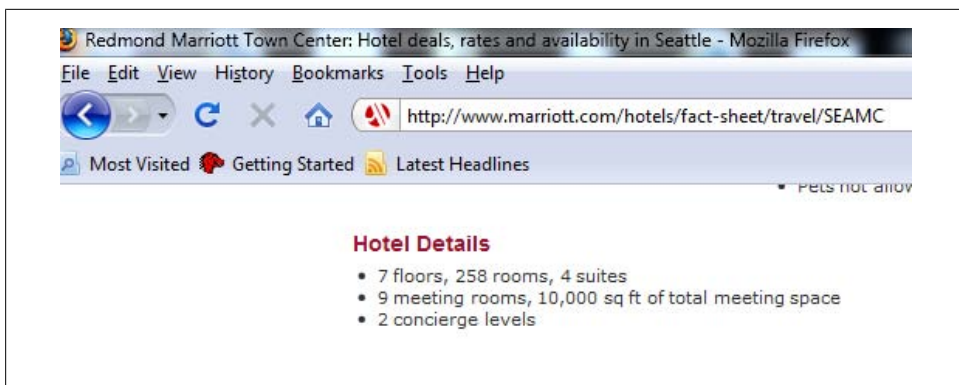 Redmond Marriott Town Center: Hotel deals, rates and availability in Seattle - Mozilla Firefox
File Edit View History Bookmarks Tools Help
http://www.marriott.com/hotels/fact-sheet/travel/SEAMC
Most Visited Getting Started Latest Headlines
• Pets not allow
Hotel Details
• 7 floors, 258 rooms, 4 suites
• 9 meeting rooms, 10,000 sq ft of total meeting space
• 2 concierge levels